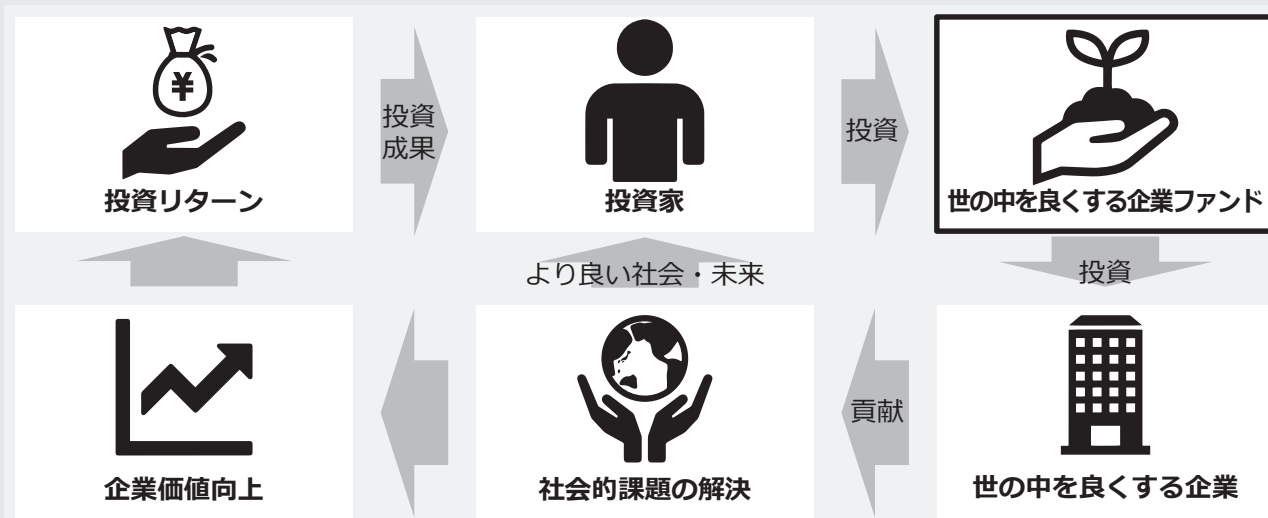 ¥
投資
成果
投資
投資リターン
投資家
世の中を良くする企業ファンド
より良い社会・未来
投資
貢献
企業価値向上
社会的課題の解決
世の中を良くする企業